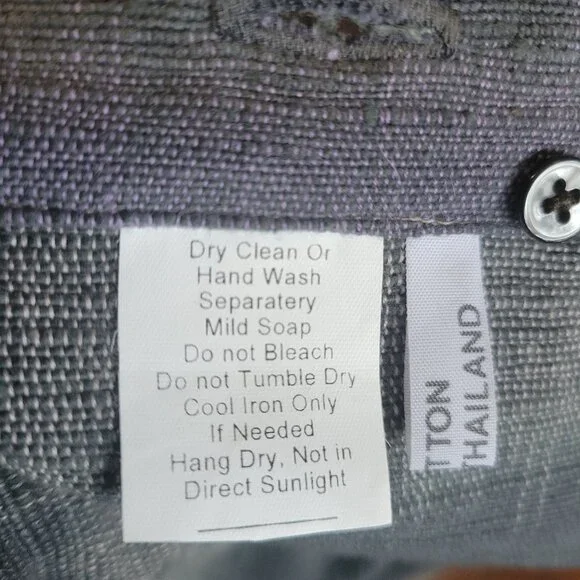 Dry Clean Or
Hand Wash
Separatery
Mild Soap
Do not Bleach
Do not Tumble Dry
Cool Iron Only
If Needed
Hang Dry, Not in
Direct Sunlight
TTON
THAILAND